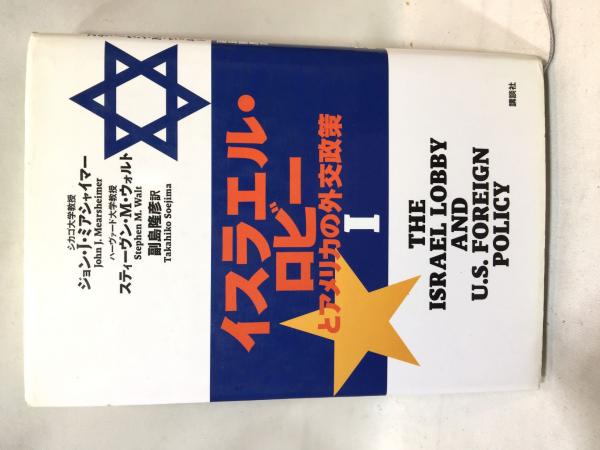 シカゴ大学教授
ジョン・J・ミアシャイマー
John J. Mearsheimer
ハーヴァード大学教授
スティーヴン・M・ウォルト
Stephen M. Walt
副島隆彦 訳
Takahiko Soejima
イスラエル・
ロビー
とアメリカの外交政策
I
THE
ISRAEL LOBBY
AND
U.S. FOREIGN
POLICY
講談社